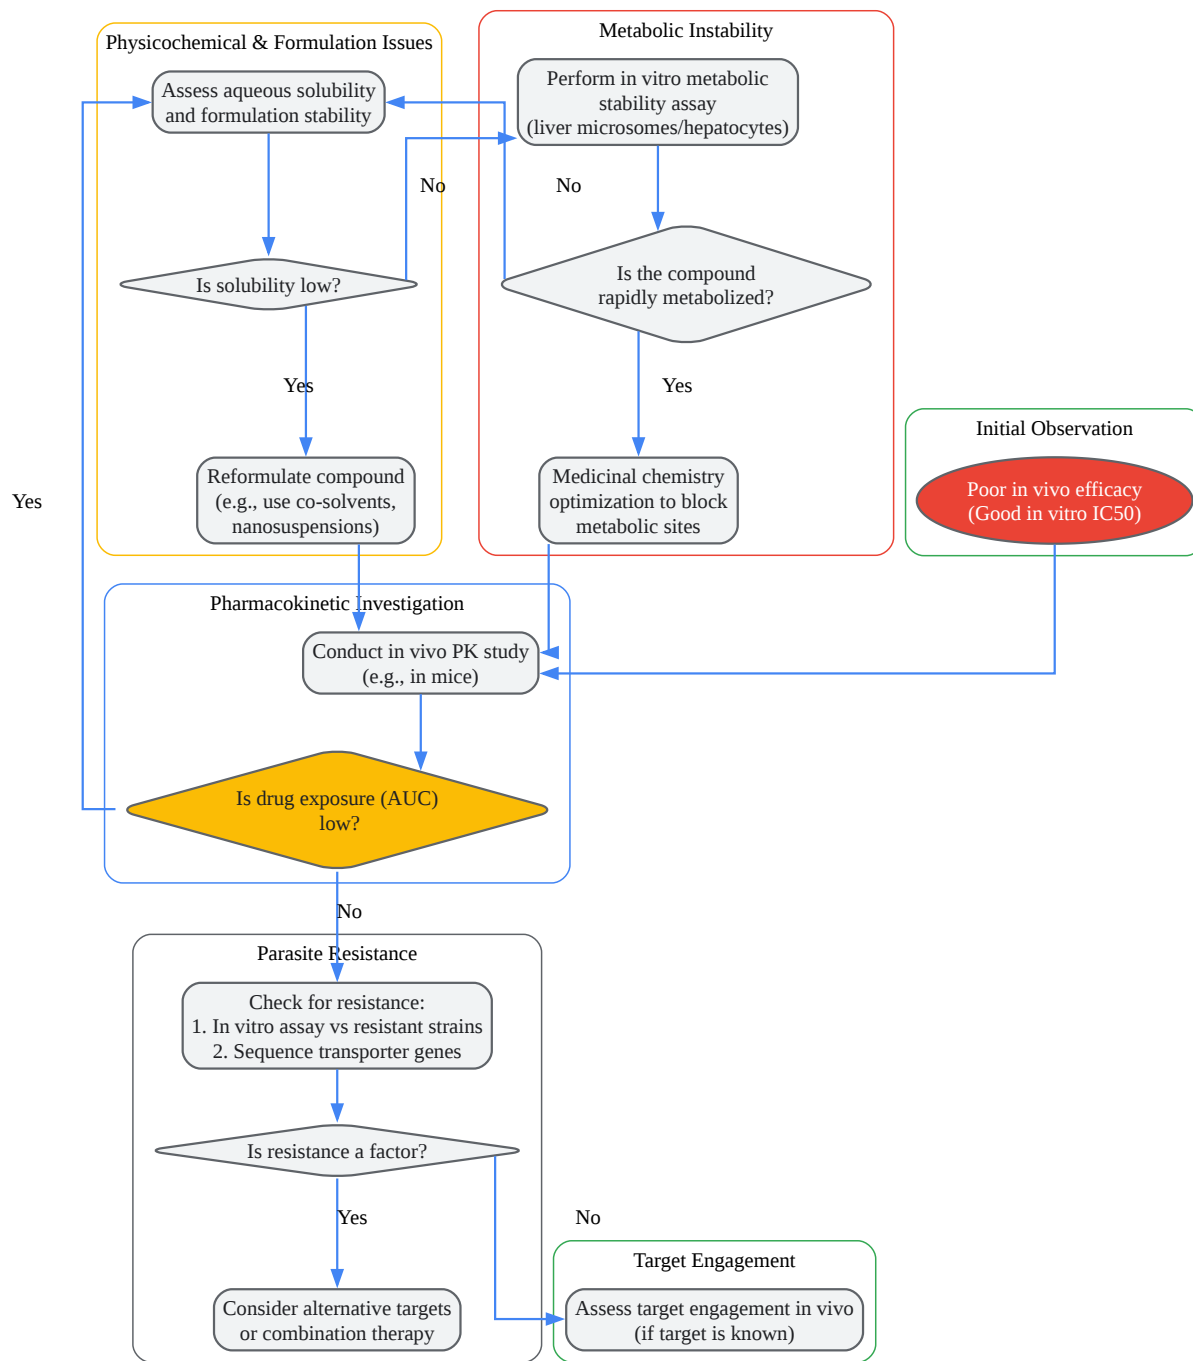 Physicochemical & Formulation Issues
Assess aqueous solubility
and formulation stability
No
Is solubility low?
Yes
Reformulate compound
(e.g., use co-solvents,
nanosuspensions)
Metabolic Instability
Perform in vitro metabolic
stability assay
(liver microsomes/hepatocytes)
No
Is the compound
rapidly metabolized?
Yes
Medicinal chemistry
optimization to block
metabolic sites
Initial Observation
Poor in vivo efficacy
(Good in vitro IC50)
Yes
Pharmacokinetic Investigation
Conduct in vivo PK study
(e.g., in mice)
Is drug exposure (AUC)
low?
No
Parasite Resistance
Check for resistance:
1. In vitro assay vs resistant strains
2. Sequence transporter genes
Is resistance a factor?
Yes
No
Consider alternative targets
or combination therapy
Target Engagement
Assess target engagement in vivo
(if target is known)